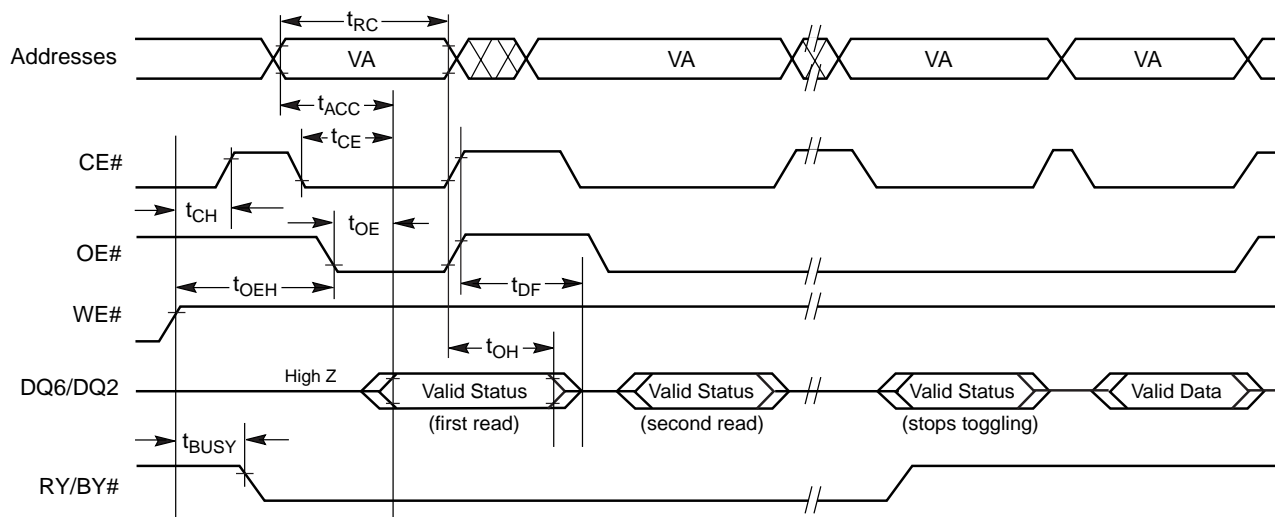 tRC
Addresses VA VA VA VA
tACC
tCE
CE#
tCH tOE
OE#
tOEH tDF
WE#
tOH
High Z
DQ6/DQ2 Valid Status Valid Status Valid Status Valid Data
(first read) (second read) (stops toggling)
tBUSY
RY/BY#